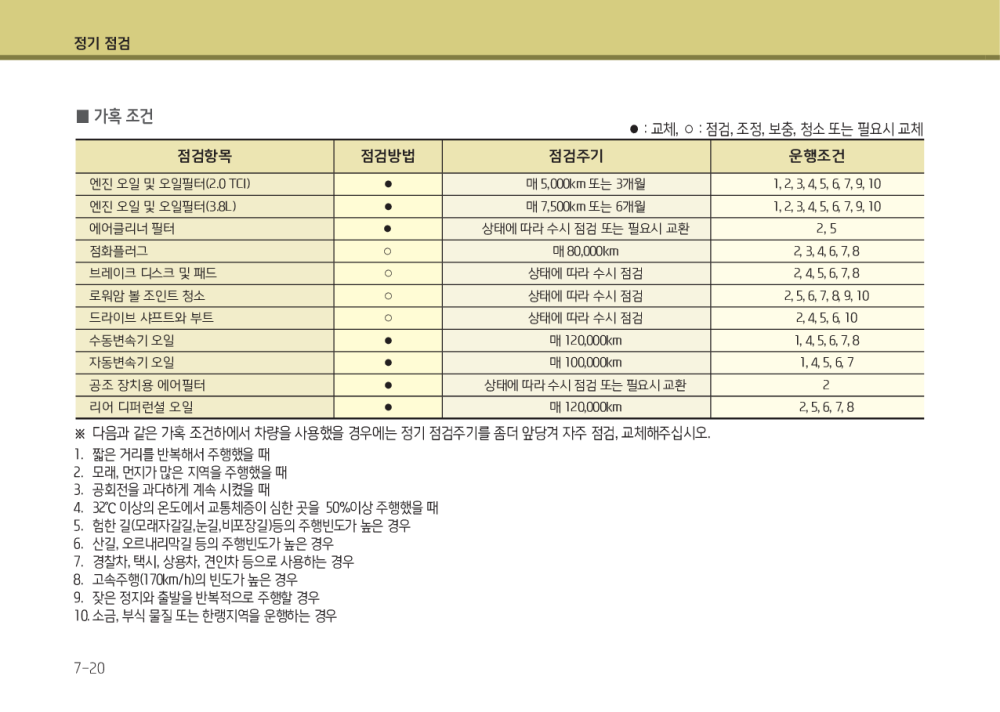 정기 점검
■ 가혹 조건
● : 교체, ○ : 점검, 조정, 보충, 청소 또는 필요시 교체
점검항목 점검방법 점검주기 운행조건
엔진 오일 및 오일필터(2.0 TCI) ● 매 5,000km 또는 3개월 1, 2, 3, 4, 5, 6, 7, 9, 10
엔진 오일 및 오일필터(3.8L) ● 매 7,500km 또는 6개월 1, 2, 3, 4, 5, 6, 7, 9, 10
에어클리너 필터 ● 상태에 따라 수시 점검 또는 필요시 교환 2, 5
점화플러그 ○ 매 80,000km 2, 3, 4, 6, 7, 8
브레이크 디스크 및 패드 ○ 상태에 따라 수시 점검 2, 4, 5, 6, 7, 8
로워암 볼 조인트 청소 ○ 상태에 따라 수시 점검 2, 5, 6, 7, 8, 9, 10
드라이브 샤프트와 부트 ○ 상태에 따라 수시 점검 2, 4, 5, 6, 10
수동변속기 오일 ● 매 120,000km 1, 4, 5, 6, 7, 8
자동변속기 오일 ● 매 100,000km 1, 4, 5, 6, 7
공조 장치용 에어필터 ● 상태에 따라 수시 점검 또는 필요시 교환 2
리어 디퍼런셜 오일 ● 매 120,000km 2, 5, 6, 7, 8
※ 다음과 같은 가혹 조건하에서 차량을 사용했을 경우에는 정기 점검주기를 좀더 앞당겨 자주 점검, 교체해주십시오.
1. 짧은 거리를 반복해서 주행했을 때
2. 모래, 먼지가 많은 지역을 주행했을 때
3. 공회전을 과다하게 계속 시켰을 때
4. 32℃ 이상의 온도에서 교통체증이 심한 곳을 50%이상 주행했을 때
5. 험한 길(모래자갈길,눈길,비포장길)등의 주행빈도가 높은 경우
6. 산길, 오르내리막길 등의 주행빈도가 높은 경우
7. 경찰차, 택시, 상용차, 견인차 등으로 사용하는 경우
8. 고속주행(170km/h)의 빈도가 높은 경우
9. 잦은 정지와 출발을 반복적으로 주행할 경우
10. 소금, 부식 물질 또는 한랭지역을 운행하는 경우
7-20